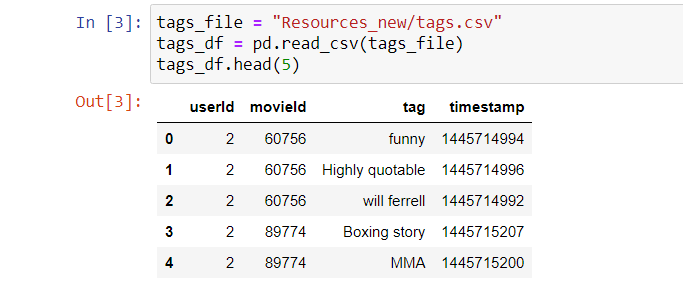 In [3]: tags_file = "Resources_new/tags.csv"
tags_df = pd.read_csv(tags_file)
tags_df.head(5)
Out[3]:
userId movieId tag timestamp
0 2 60756 funny 1445714994
1 2 60756 Highly quotable 1445714996
2 2 60756 will ferrell 1445714992
3 2 89774 Boxing story 1445715207
4 2 89774 MMA 1445715200